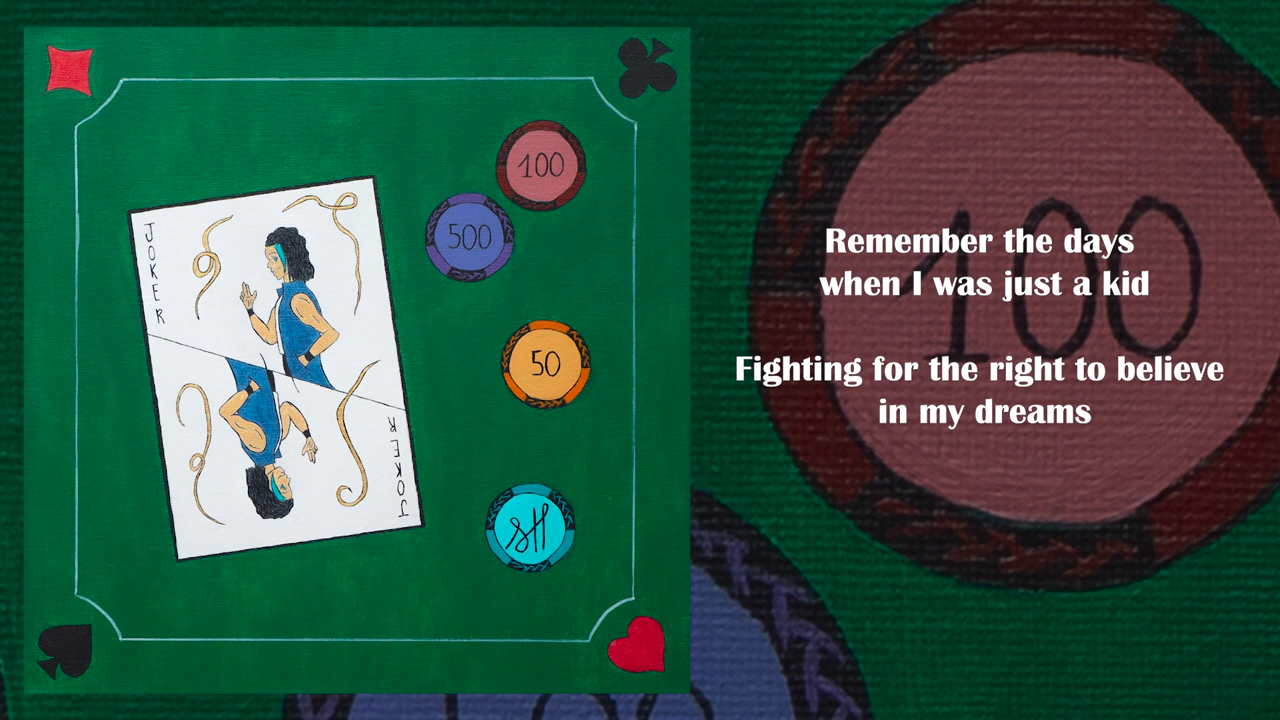 JOKER
100
500
50
JOKER
100
Remember the days
when I was just a kid
Fighting for the right to believe
in my dreams